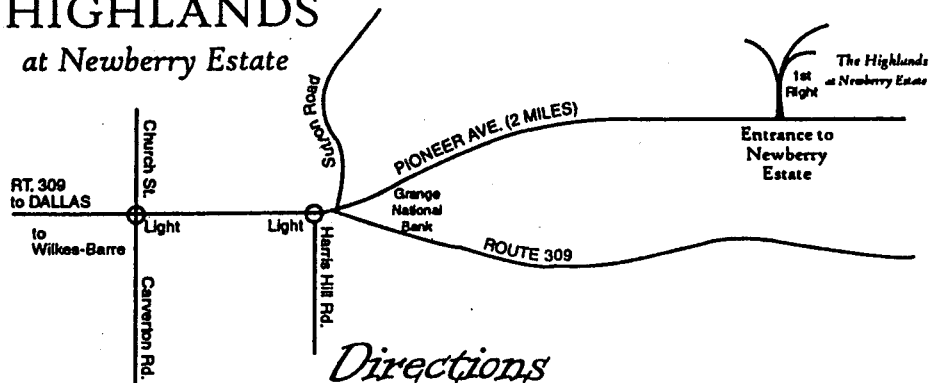 HIGHLANDS
at Newberry Estate
Sutton Road
The Highlands
at Newberry Estate
1st
Right
PIONEER AVE. (2 MILES)
Entrance to
Newberry
Estate
Church St.
RT. 309
to DALLAS
Grange
National
Bank
Light
Light
to
Wilkes-Barre
Harris Hill Rd.
ROUTE 309
Carverton Rd.
Directions